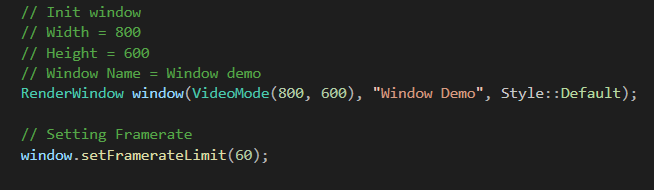 // Init window
// Width = 800
// Height = 600
// Window Name = Window demo
RenderWindow window(VideoMode(800, 600), "Window Demo", Style::Default);
// Setting Framerate
window.setFramerateLimit(60);